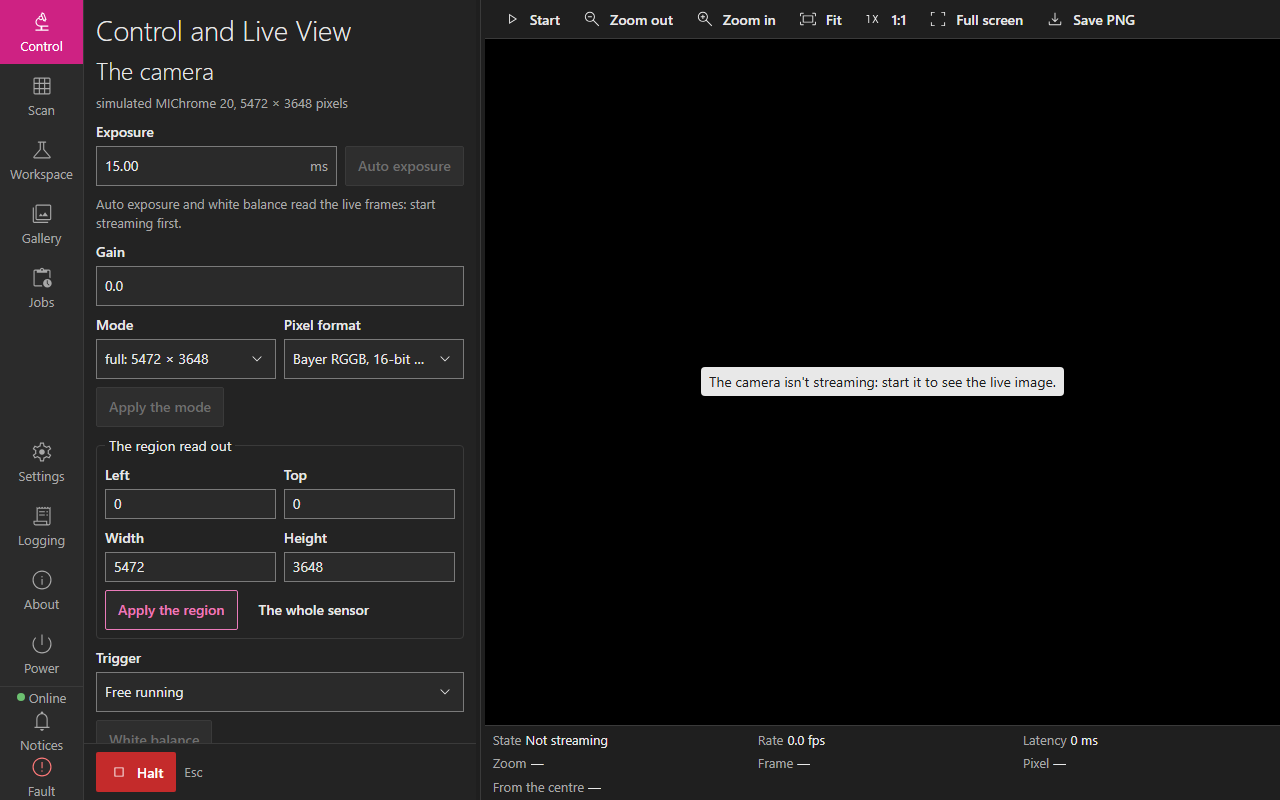 Control
Scan
Workspace
Gallery
Jobs
Settings
Logging
About
Power
Online
Notices
Fault
Control and Live View
The camera
simulated MIChrome 20, 5472 × 3648 pixels
Exposure
15.00 ms
Auto exposure
Auto exposure and white balance read the live frames: start
streaming first.
Gain
0.0
Mode
Pixel format
full: 5472 × 3648
Bayer RGGB, 16-bit ...
Apply the mode
The region read out
Left
Top
0
0
Width
Height
5472
3648
Apply the region
The whole sensor
Trigger
Free running
White balance
Halt
Esc
Start
Zoom out
Zoom in
Fit
1X 1:1
Full screen
Save PNG
The camera isn't streaming: start it to see the live image.
State Not streaming
Rate 0.0 fps
Latency 0 ms
Zoom —
Frame —
Pixel —
From the centre —